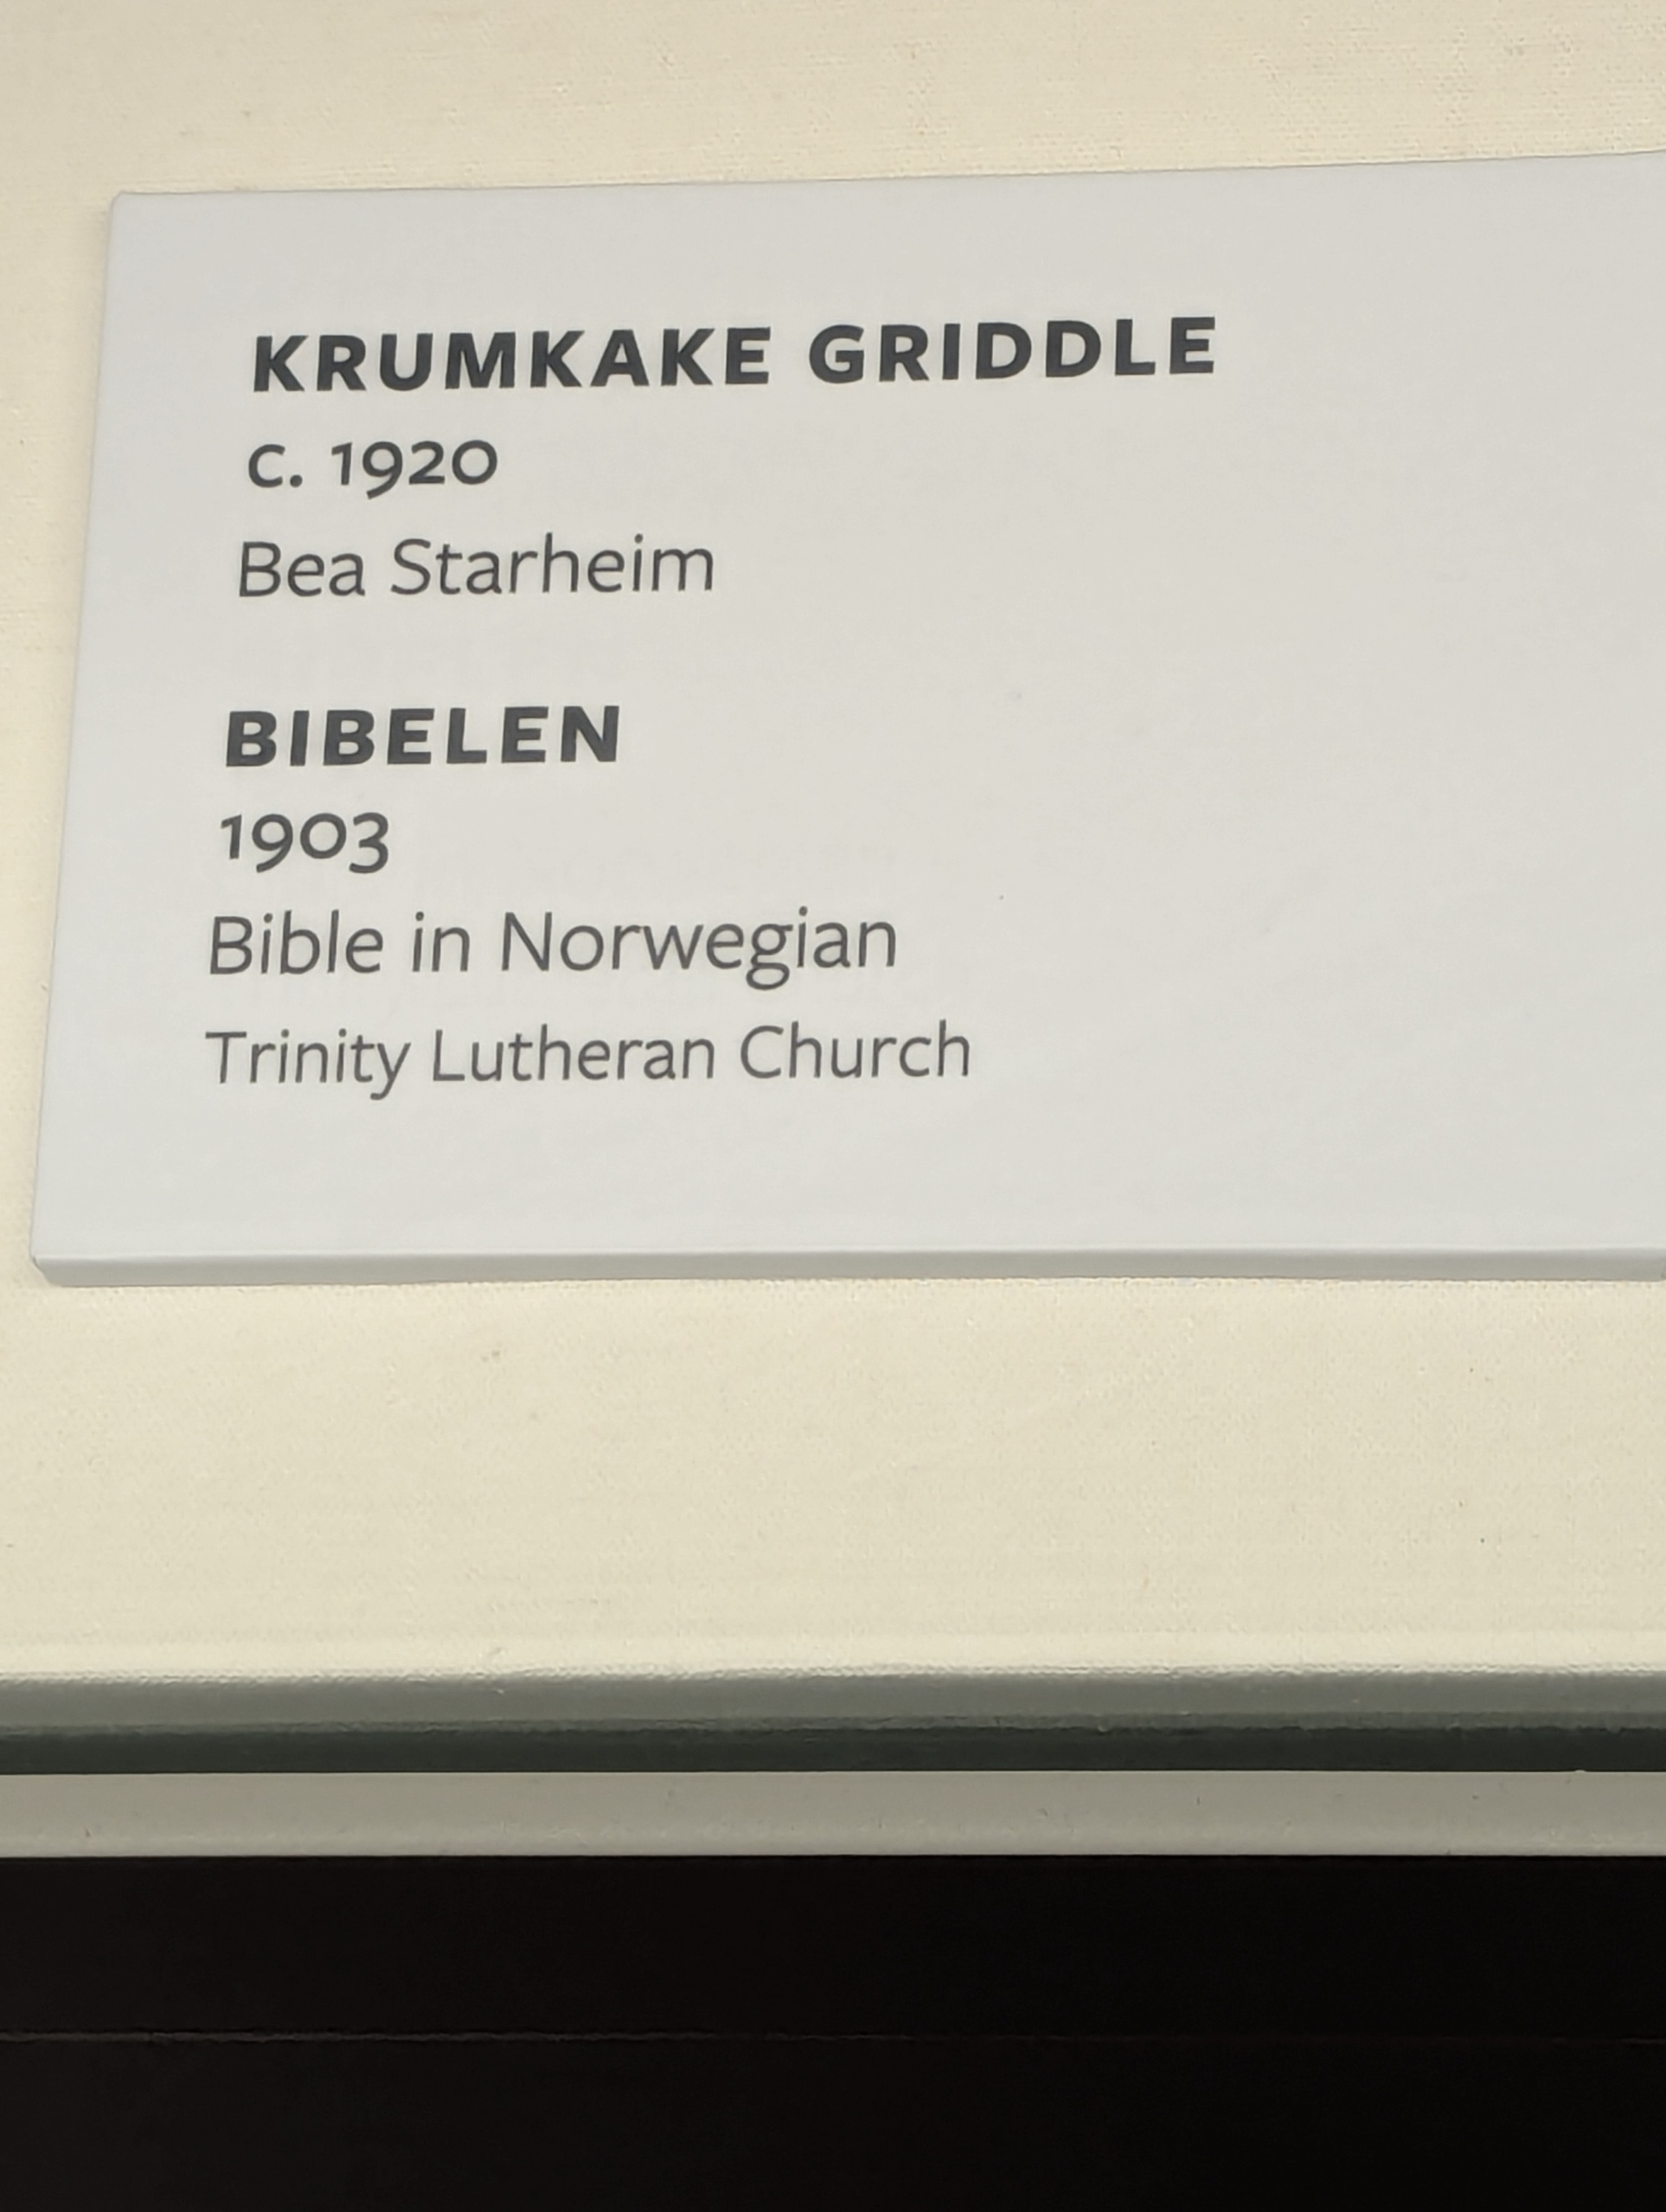 KRUMKAKE GRIDDLE
c. 1920
Bea Starheim
BIBELEN
1903
Bible in Norwegian
Trinity Lutheran Church